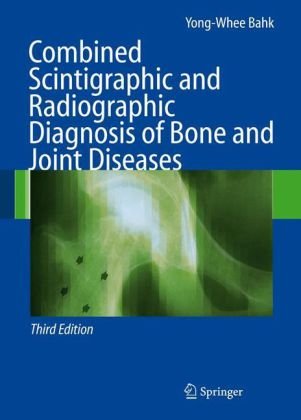 Yong-Whee Bahk
Combined
Scintigraphic and
Radiographic
Diagnosis of Bone and
Joint Diseases
Third Edition
Springer